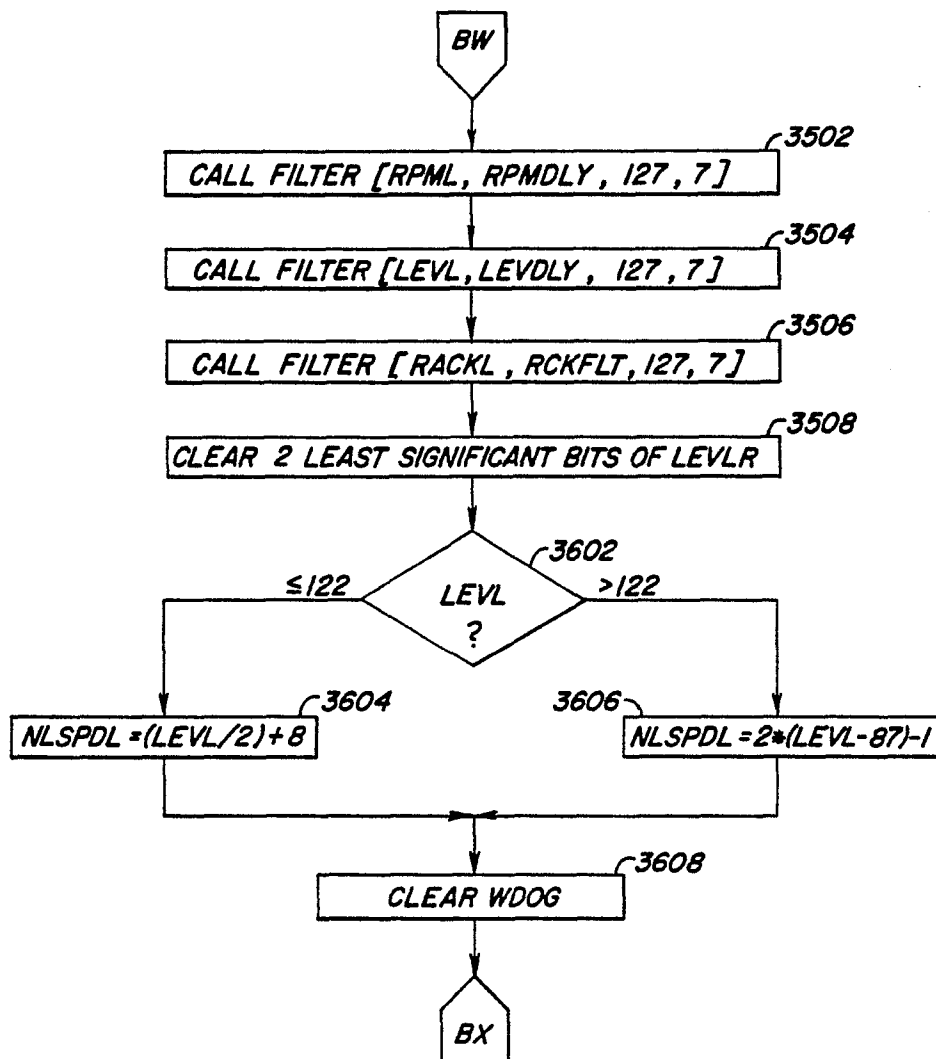 BW
3502
CALL FILTER [RPML, RPMDLY, 127, 7]
3504
CALL FILTER [LEVL, LEVDLY, 127, 7]
3506
CALL FILTER [RACKL, RCKFLT, 127, 7]
3508
CLEAR 2 LEAST SIGNIFICANT BITS OF LEVLR
3602
≤122
LEVL
?
>122
3604
NLSPDL=(LEVL/2)+8
3606
NLSPDL=2*(LEVL-87)-1
3608
CLEAR WDOG
BX